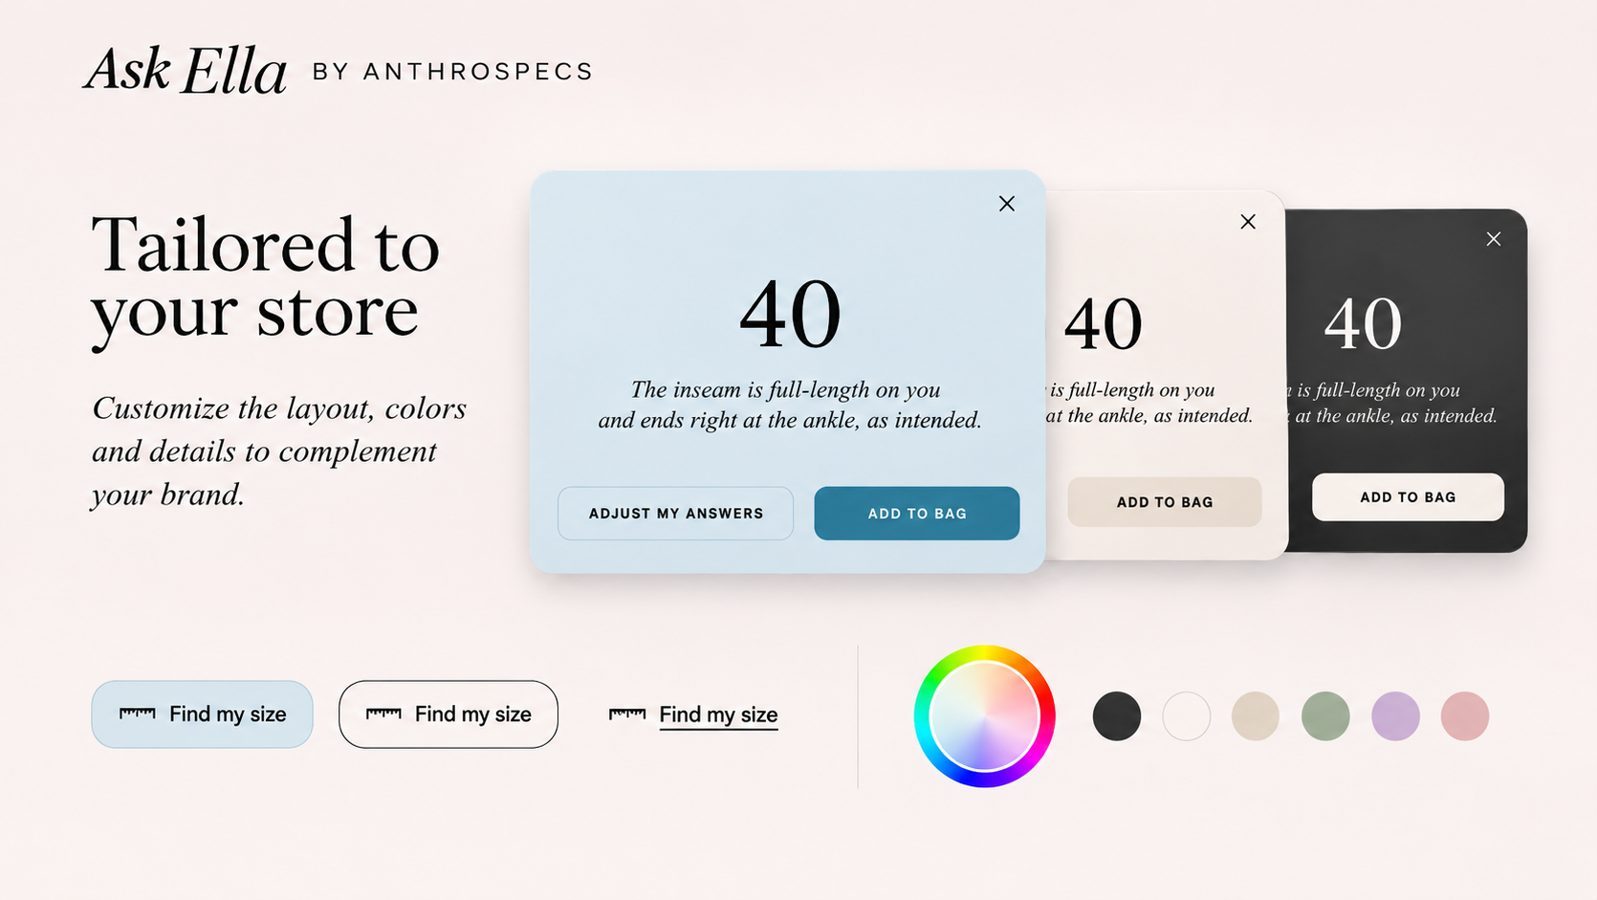 Ask Ella BY ANTHROSPECS
Tailored to
your store
Customize the layout, colors
and details to complement
your brand.
40
The inseam is full-length on you
and ends right at the ankle, as intended.
ADJUST MY ANSWERS
ADD TO BAG
40
is full-length on you
at the ankle, as intended.
ADD TO BAG
40
is full-length on you
at the ankle, as intended.
ADD TO BAG
Find my size
Find my size
Find my size